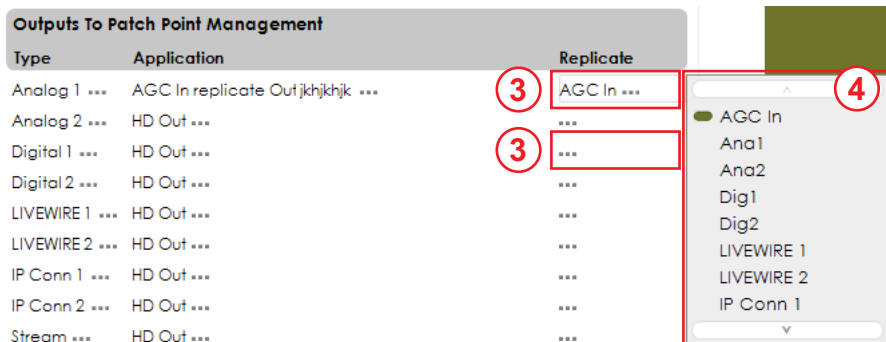 Outputs To Patch Point Management
Type Application Replicate
Analog 1 ... AGC In replicate Out jkhjkhjk ... 3 AGC In ... 4
Analog 2 ... HD Out ... ... AGC In
Digital 1 ... HD Out ... 3 ... Ana1
Digital 2 ... HD Out ... ... Ana2
LIVEWIRE 1 ... HD Out ... ... Dig1
LIVEWIRE 2 ... HD Out ... ... Dig2
IP Conn 1 ... HD Out ... ... LIVEWIRE 1
IP Conn 2 ... HD Out ... ... LIVEWIRE 2
Stream ... HD Out ... ... IP Conn 1